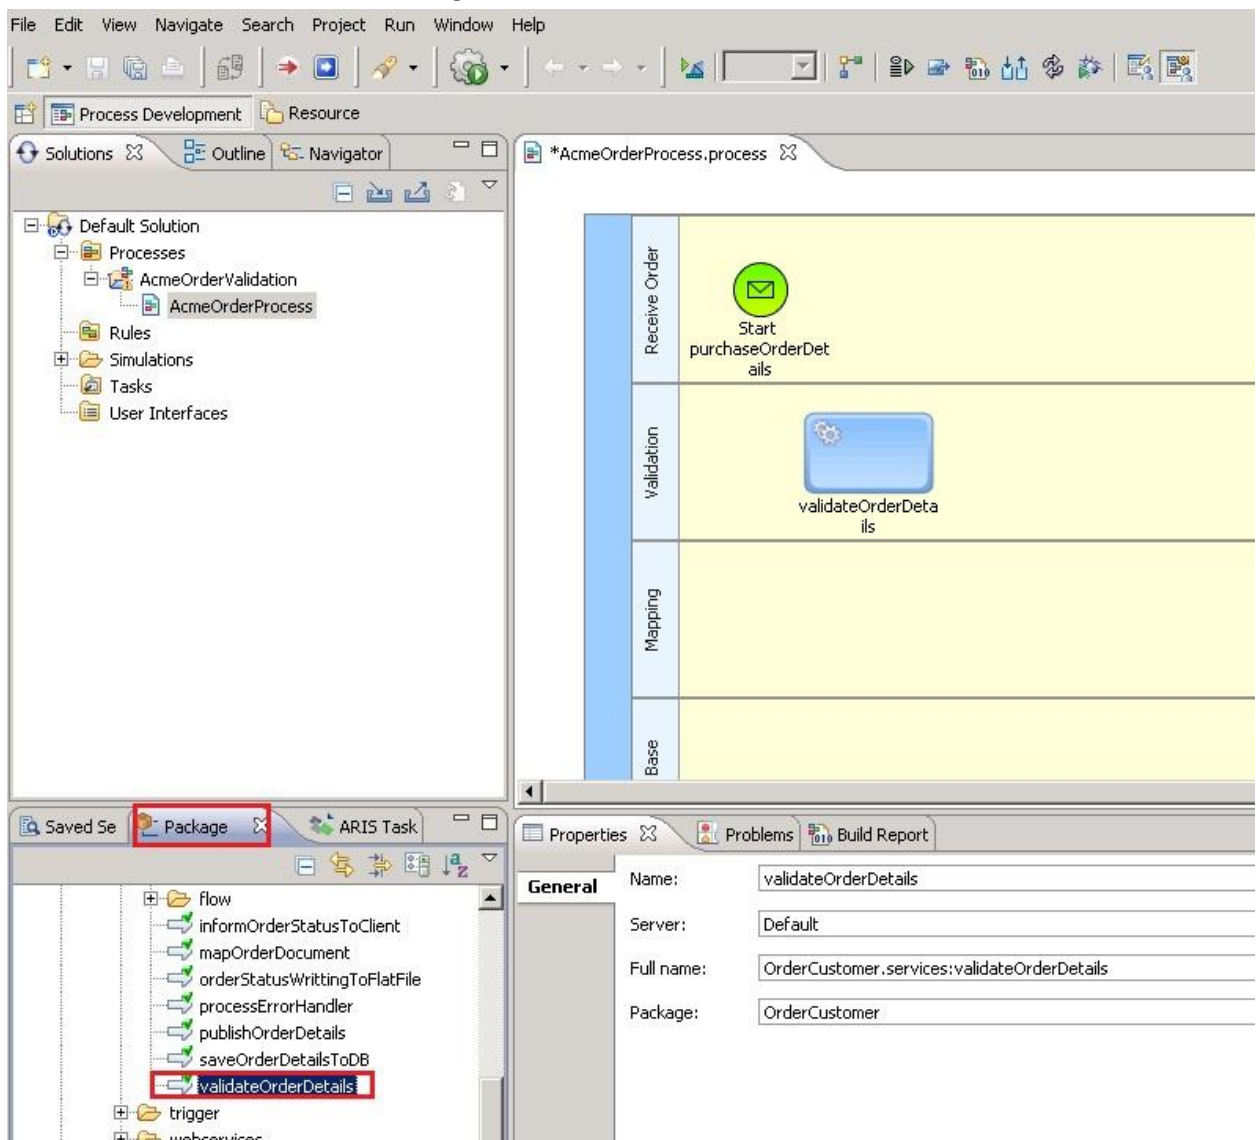 File Edit View Navigate Search Project Run Window Help
Process Development Resource
Solutions Outline Navigator
*AcmeOrderProcess.process
Default Solution
Processes
AcmeOrderValidation
AcmeOrderProcess
Rules
Simulations
Tasks
User Interfaces
Receive Order
Start
purchaseOrderDet
ails
Validation
validateOrderDeta
ils
Mapping
Base
Saved Se Package ARIS Task
flow
informOrderStatusToClient
mapOrderDocument
orderStatusWrittingToFlatFile
processErrorHandler
publishOrderDetails
saveOrderDetailsToDB
validateOrderDetails
trigger
webservices
Properties Problems Build Report
General
Name: validateOrderDetails
Server: Default
Full name: OrderCustomer.services:validateOrderDetails
Package: OrderCustomer